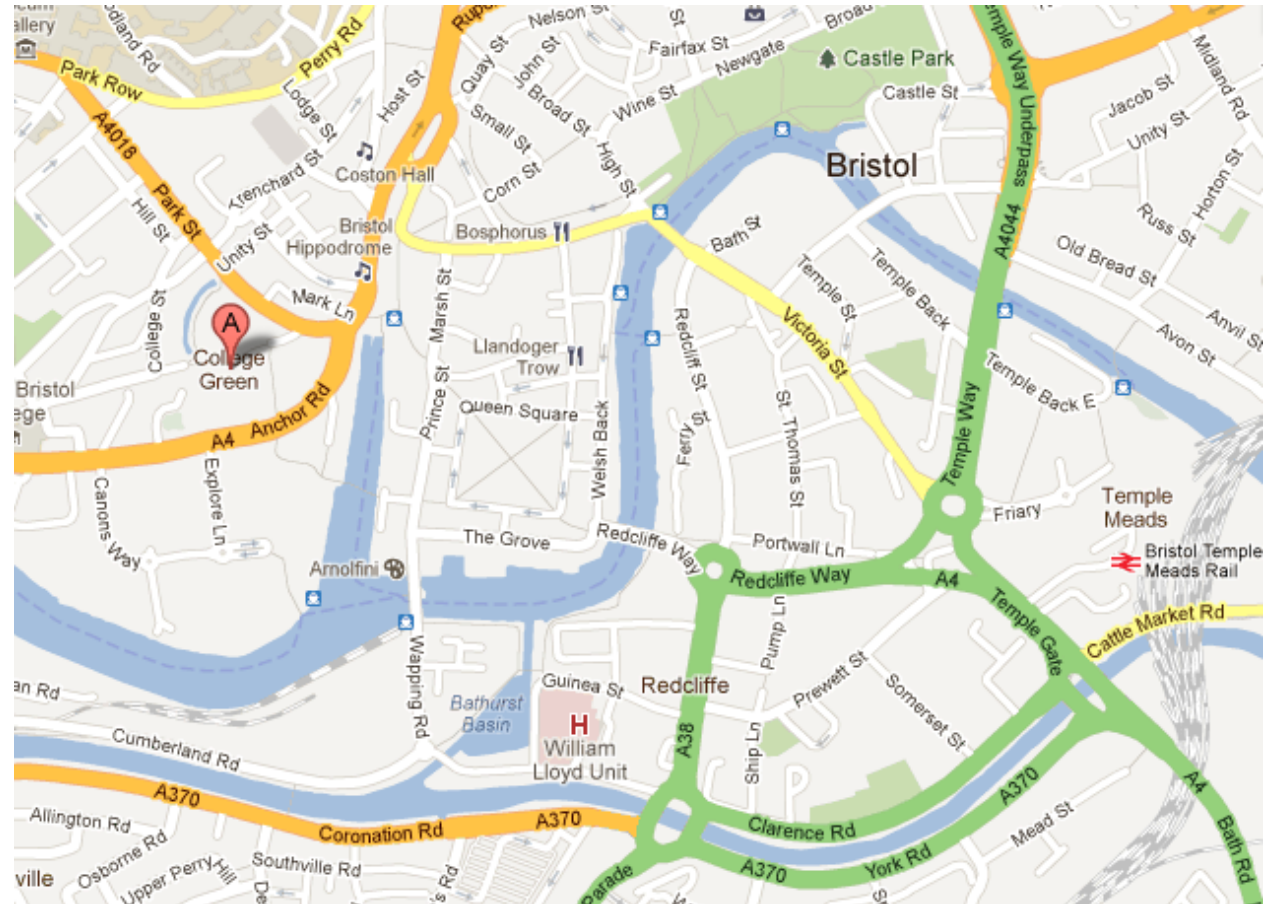 allery
Park Row
Perry Rd
Lodge St
Host St
Nelson St
Broad
Fairfax St
Newgate
Castle Park
Temple Way Underpass
Midland Rd
Quay St
John St
Broad St
Wine St
Castle St
Jacob St
Unity St
A4018
Small St
High St
Bristol
Trenchard St
Coston Hall
Corn St
Horton St
Park St
Hill St
Unity St
Bristol
Hippodrome
Bosphorus
Bath St
A4044
Russ St
Old Bread St
Marsh St
Temple St
Temple Back
Mark Ln
A
College St
College
Green
Llandoger
Trow
Redcliff St
Victoria St
Avon St
Anvil St
Bristol
ege
Anchor Rd
A4
Prince St
Queen Square
Welsh Back
Ferry St
St. Thomas St
Temple Back E
Temple Way
Canons Way
Explore Ln
The Grove
Redcliffe Way
Portwall Ln
Friary
Temple
Meads
Bristol Temple
Meads Rail
Arnolfini
Redcliffe Way
A4
Temple Gate
Cattle Market Rd
Pump Ln
Wapping Rd
Guinea St
Redcliffe
Prewett St
Somerset St
an Rd
Bathurst
Basin
H
William
Lloyd Unit
A38
Ship Ln
Cumberland Rd
A370
Coronation Rd
A370
Clarence Rd
A370
York Rd
A370
Mead St
A4
Bath Rd
Allington Rd
Osborne Rd
Upper Perry Hill
Southville Rd
De
s Rd
ville
Parade